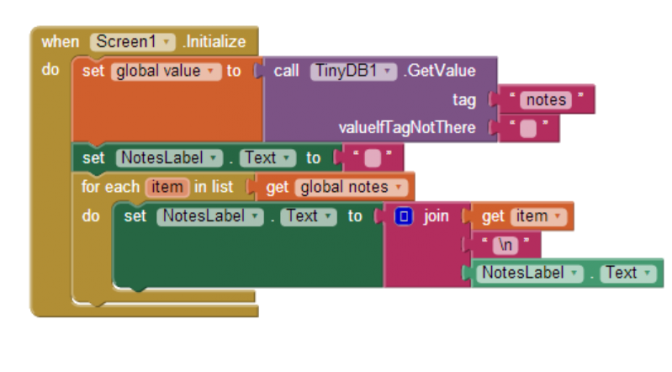 when Screen1 .Initialize
do set global value to call TinyDB1 .GetValue
tag " notes "
valueIfTagNotThere " "
set NotesLabel . Text to " "
for each item in list get global notes
do set NotesLabel . Text to join get item
" \n "
NotesLabel . Text